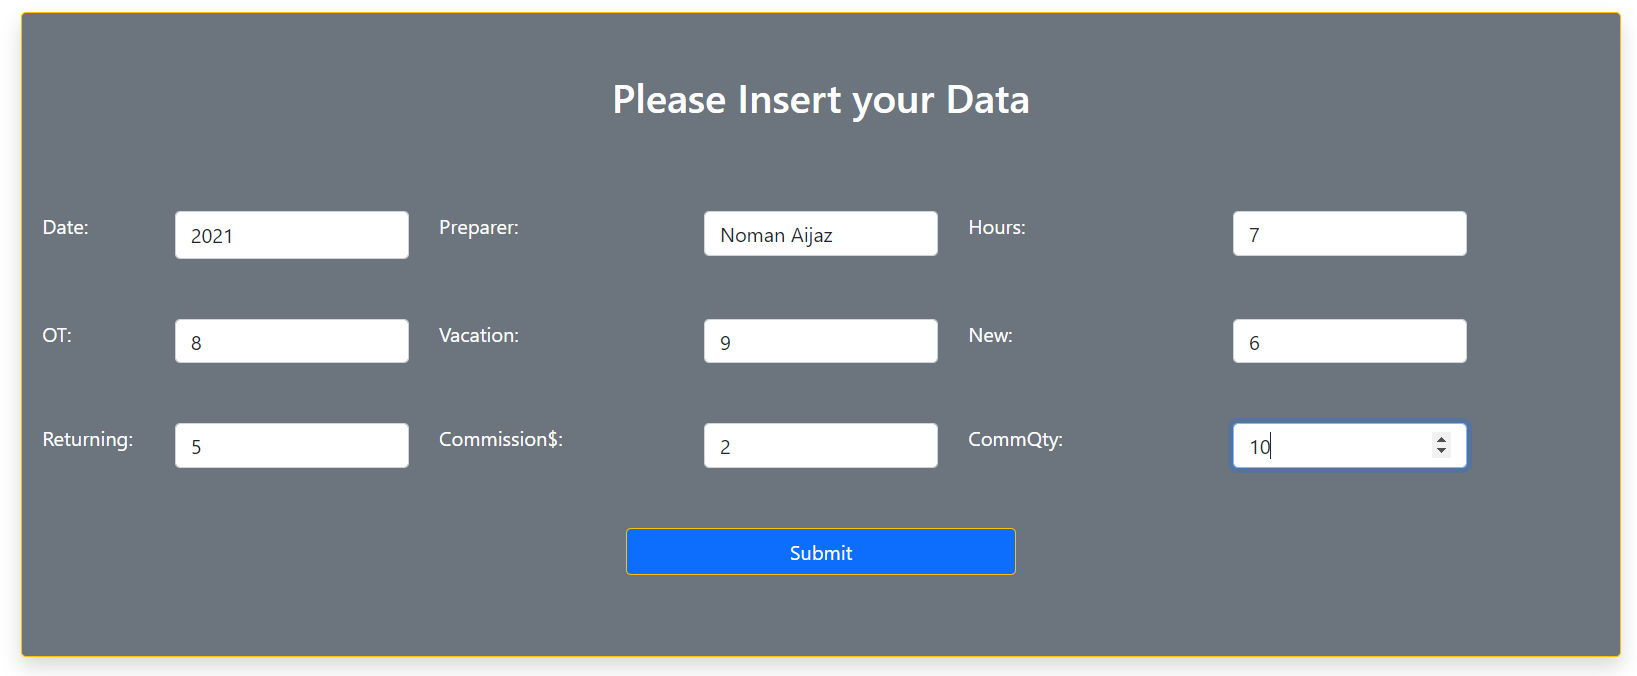 Please Insert your Data
Date: 2021 Preparer: Noman Aijaz Hours: 7
OT: 8 Vacation: 9 New: 6
Returning: 5 Commission$: 2 CommQty: 10
Submit